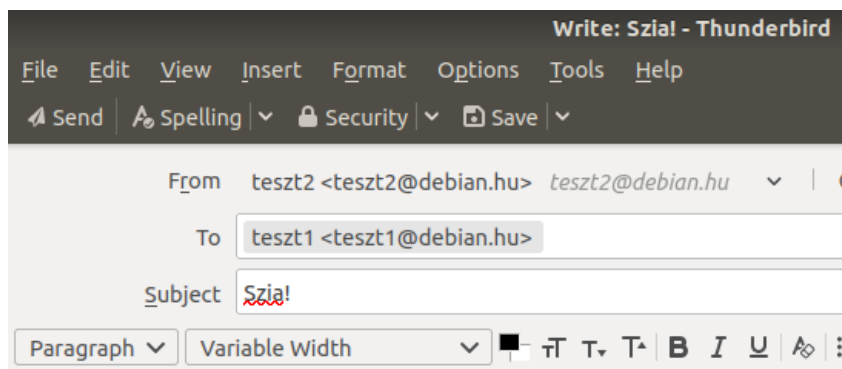 Write: Szia! - Thunderbird
File Edit View Insert Format Options Tools Help
Send Spelling Security Save
From teszt2 <teszt2@debian.hu> teszt2@debian.hu
To teszt1 <teszt1@debian.hu>
Subject Szia!
Paragraph Variable Width B I U